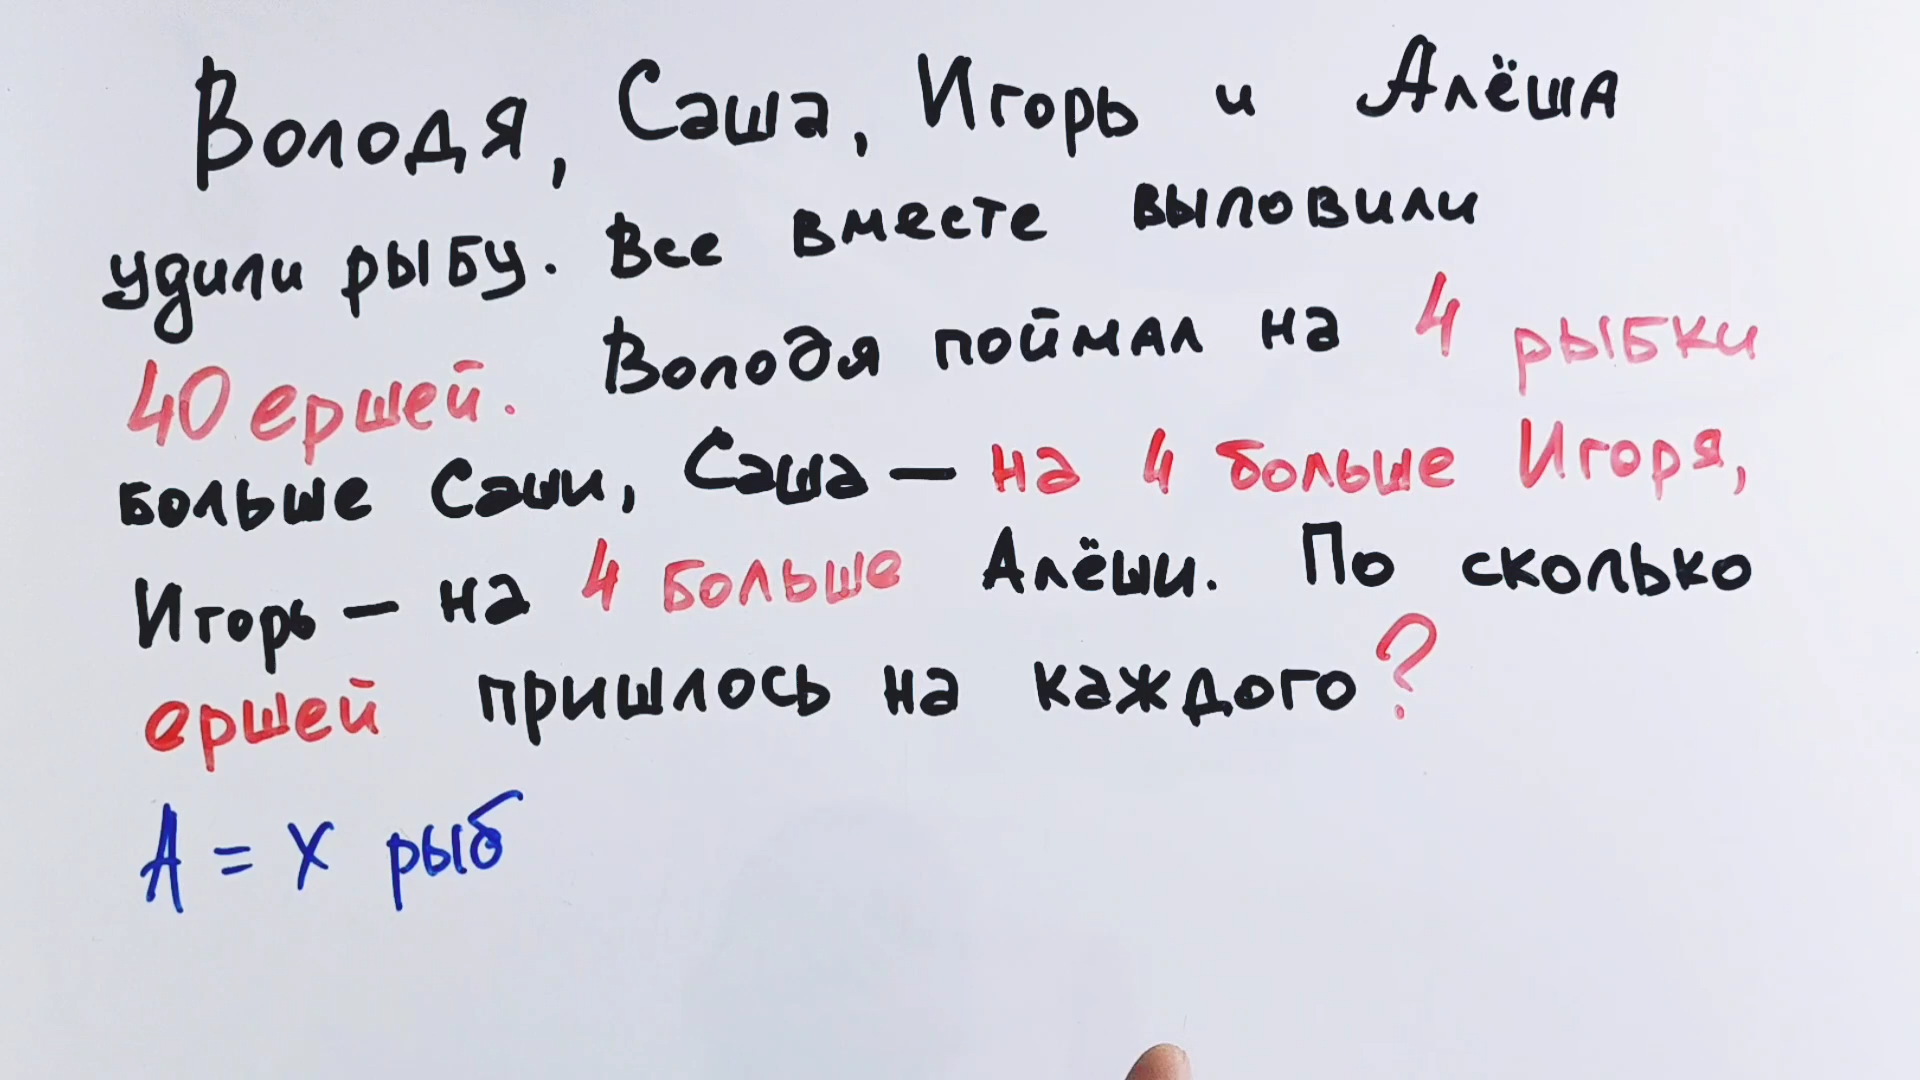 Володя, Саша, Игорь и Алёша
удили рыбу. Все вместе выловили
40 ершей. Володя поймал на 4 рыбки
больше Саши, Саша – на 4 больше Игоря,
Игорь – на 4 больше Алёши. По сколько
ершей пришлось на каждого?
А = х рыб